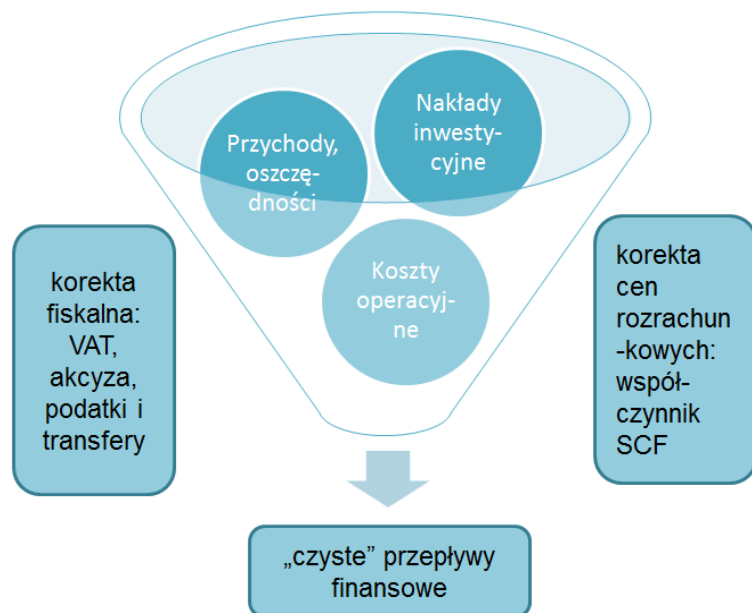 Przychody,
oszczę-
dności
Nakłady
inwesty-
cyjne
Koszty
operacyj-
ne
korekta
fiskalna:
VAT,
akcyza,
podatki i
transfery
korekta
cen
rozrachun
-kowych:
współ-
czynnik
SCF
„czyste” przepływy
finansowe